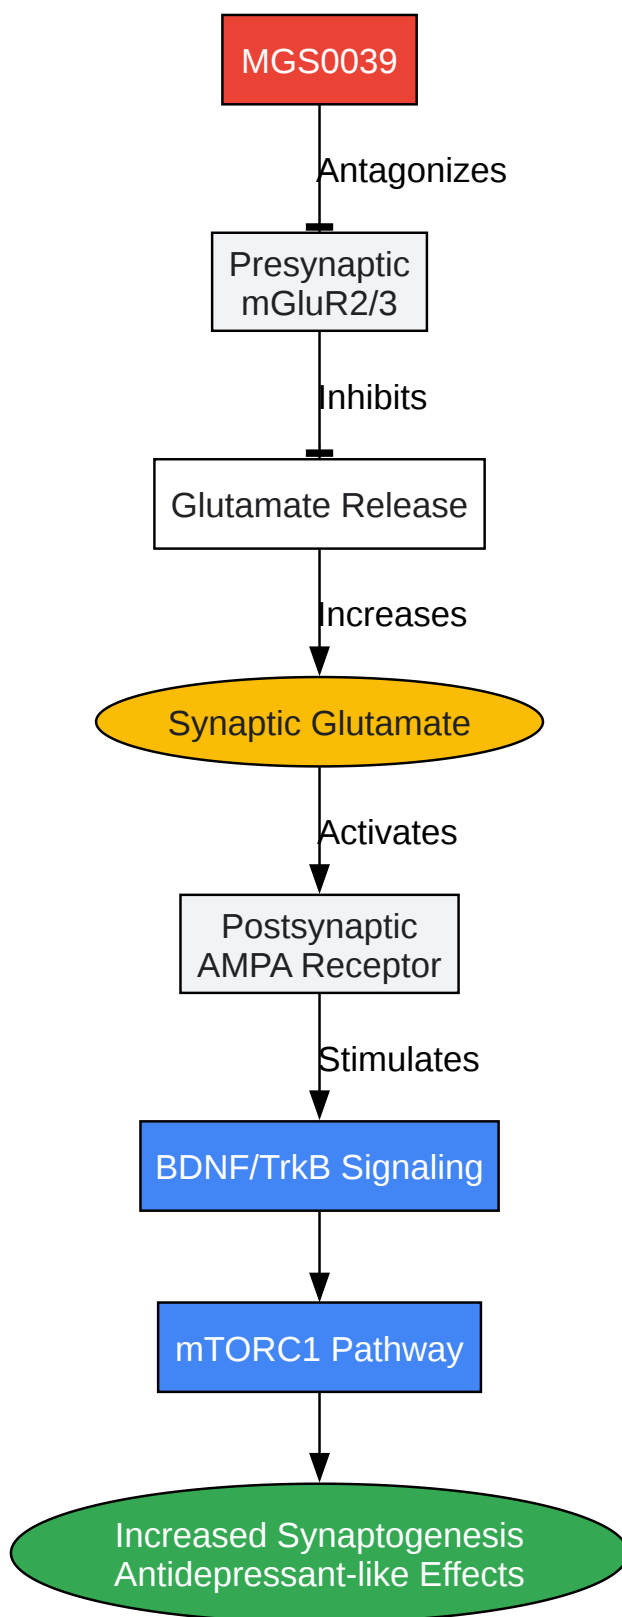 MGS0039
Antagonizes
Presynaptic
mGluR2/3
Inhibits
Glutamate Release
Increases
Synaptic Glutamate
Activates
Postsynaptic
AMPA Receptor
Stimulates
BDNF/TrkB Signaling
mTORC1 Pathway
Increased Synaptogenesis
Antidepressant-like Effects